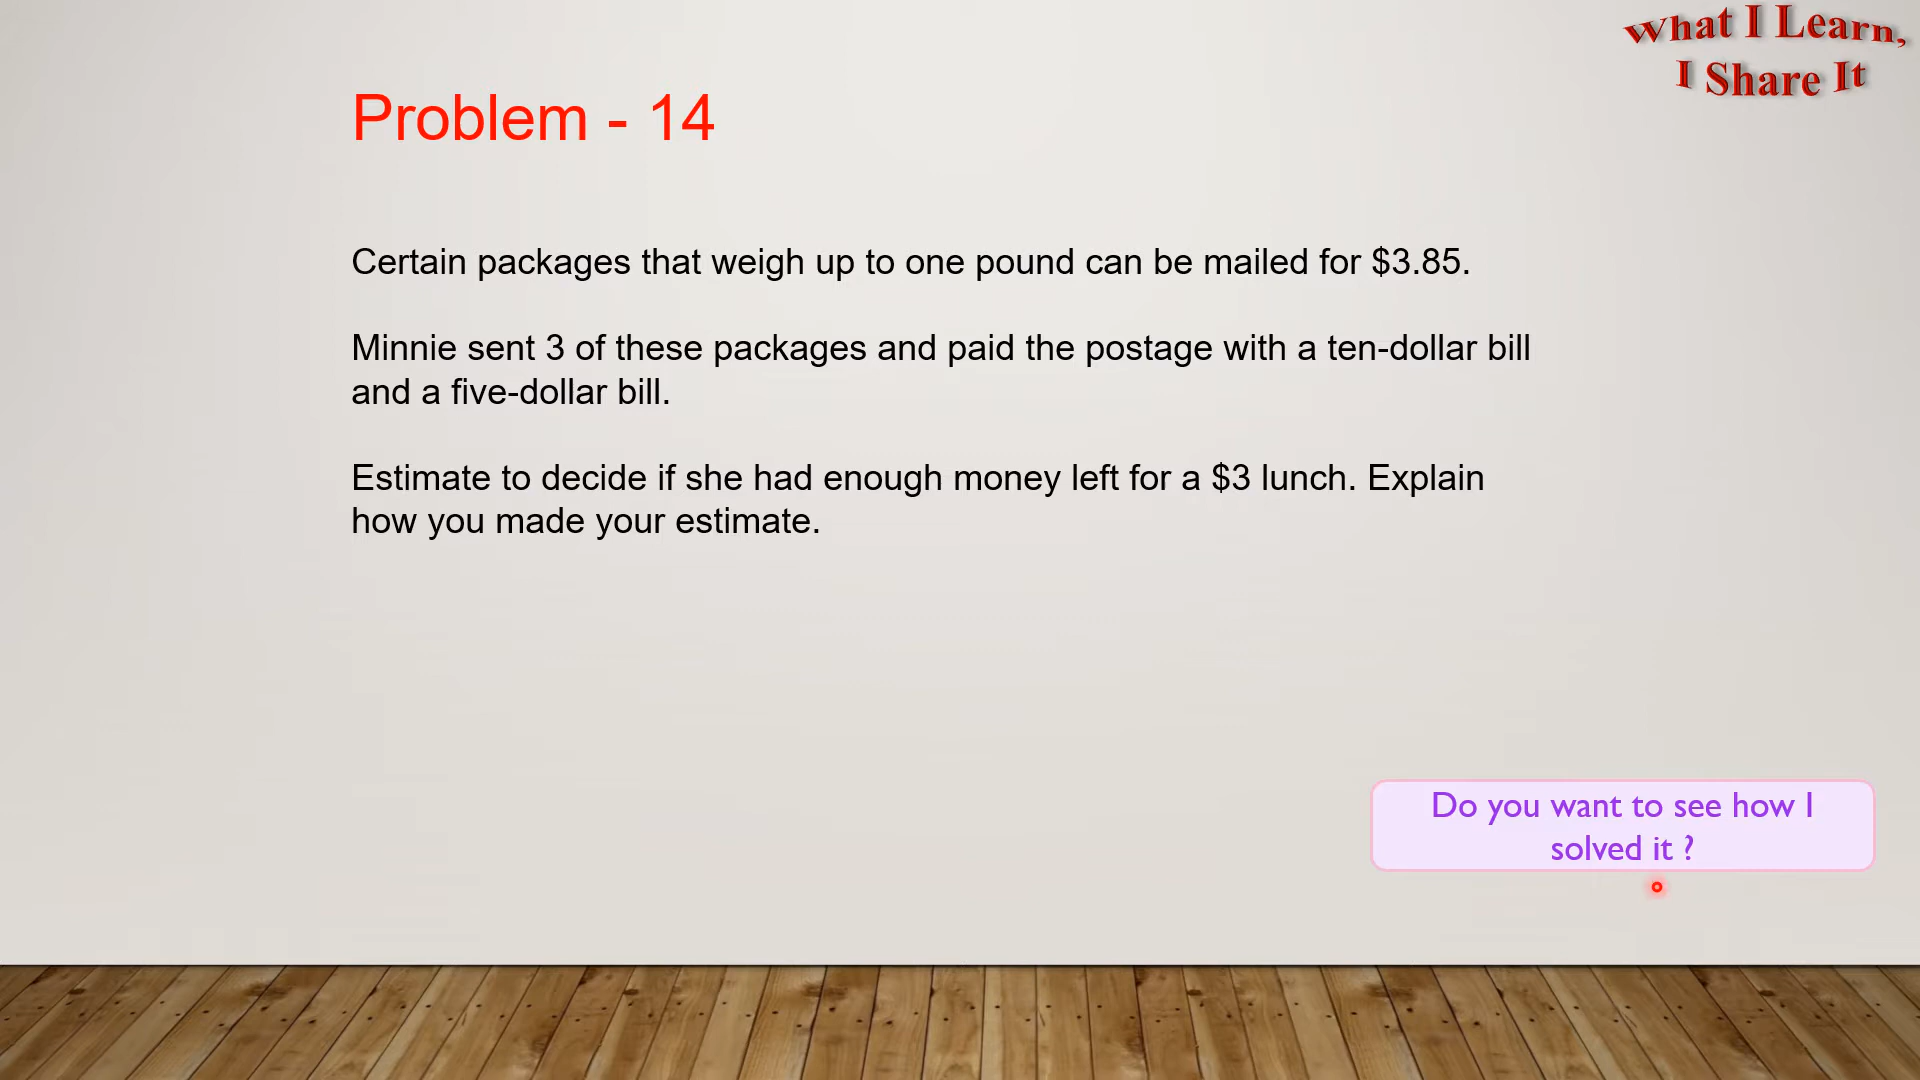 What I Learn,
I Share It
Problem - 14
Certain packages that weigh up to one pound can be mailed for $3.85.
Minnie sent 3 of these packages and paid the postage with a ten-dollar bill
and a five-dollar bill.
Estimate to decide if she had enough money left for a $3 lunch. Explain
how you made your estimate.
Do you want to see how I
solved it ?